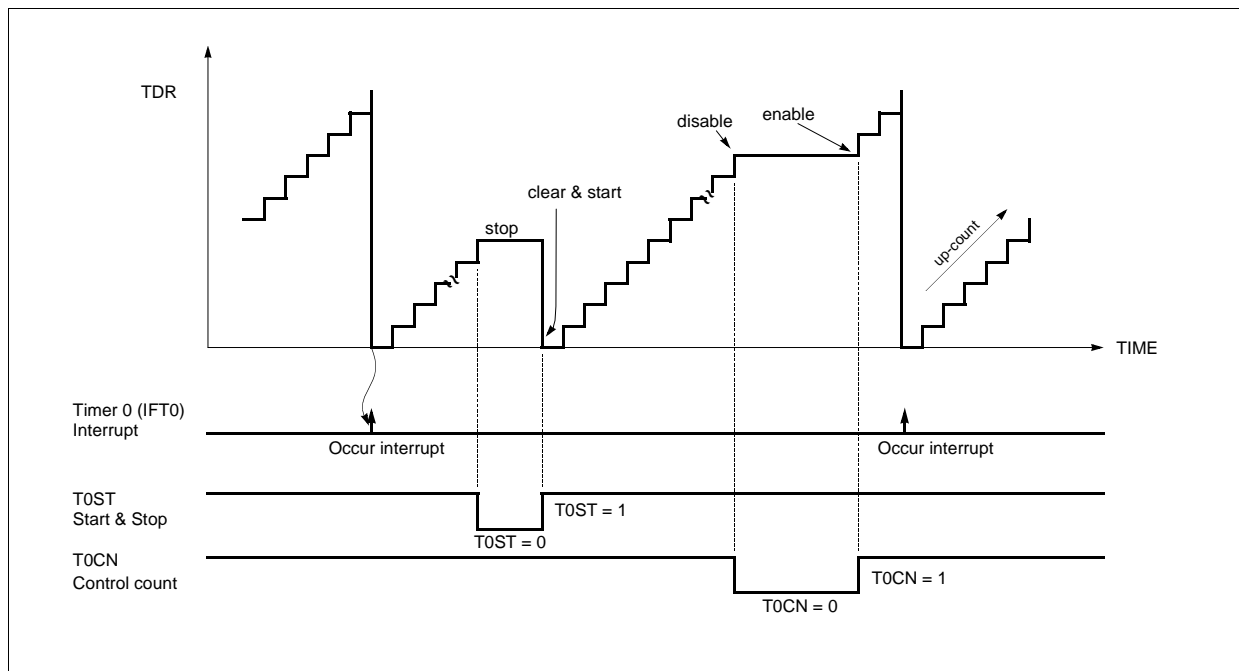 TDR
disable
enable
clear & start
stop
up-count
TIME
Timer 0 (IFT0)
Interrupt
Occur interrupt
Occur interrupt
T0ST
Start & Stop
T0ST = 1
T0ST = 0
T0CN
Control count
T0CN = 1
T0CN = 0